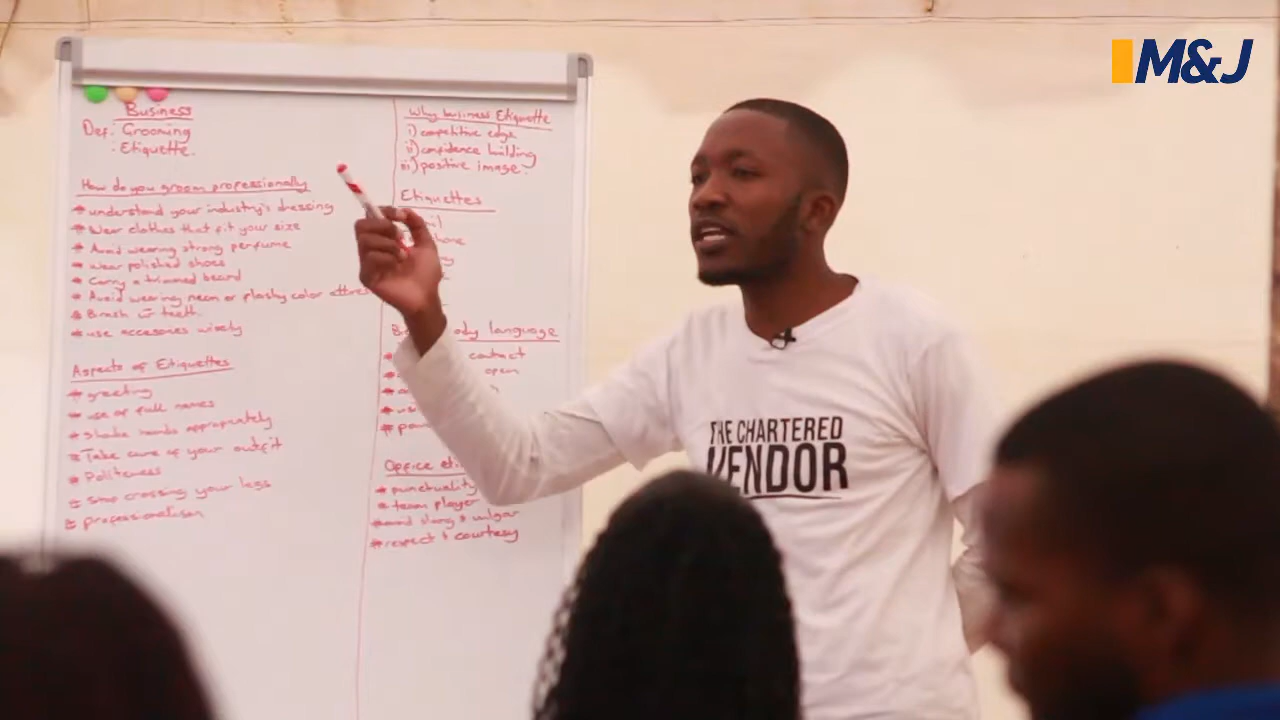 M&J
Business
Def: Grooming
: Etiquette.
How do you groom professionally
* understand your industry's dressing
* Wear clothes that fit your size
* Avoid wearing strong perfume
* Wear polished shoes
* Carry a trimmed beard
* Avoid wearing neon or flashy color
* Brush ur teeth.
* use accesories wisely
Aspects of Etiquettes
* greeting
* use of full names
* Shake hands appropriately
* Take care of your outfit
* Politeness
* stop crossing your legs
* professionalism
Why business Etiquette
i) competitive edge
ii) confidence building
iii) positive image.
Etiquettes
ody language
contact
open
Office
* punctuality
* team player
slang & vulgar
* respect & courtesy
THE CHARTERED
VENDOR